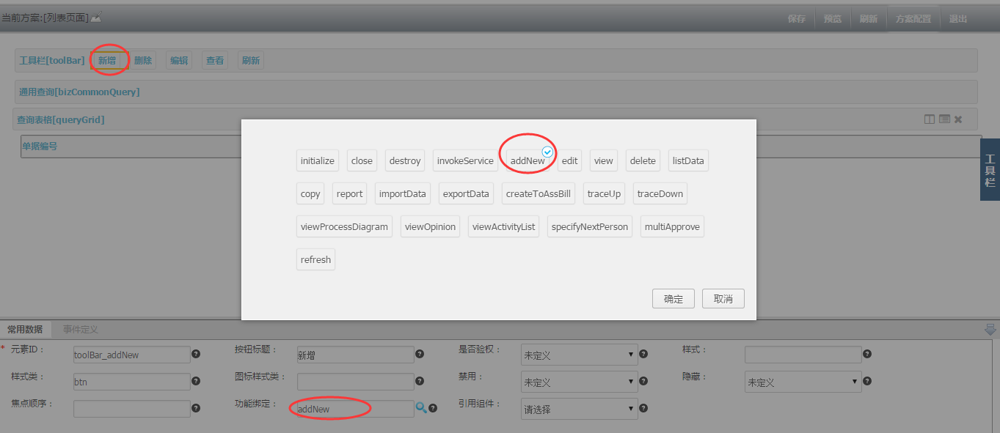 当前方案:[列表页面]
保存 预览 刷新 方案配置 退出
工具栏[toolBar] 新增 删除 编辑 查看 刷新
通用查询[bizCommonQuery]
查询表格[queryGrid]
单据编号
工具栏
initialize close destroy invokeService addNew edit view delete listData
copy report importData exportData createToAssBill traceUp traceDown
viewProcessDiagram viewOpinion viewActivityList specifyNextPerson multiApprove
refresh
确定 取消
常用数据 事件定义
* 元素ID： toolBar_addNew 按钮标题： 新增 是否验权： 未定义 样式：
样式类： btn 图标样式类： 禁用： 未定义 隐藏： 未定义
焦点顺序： 功能绑定： addNew 引用组件： 请选择